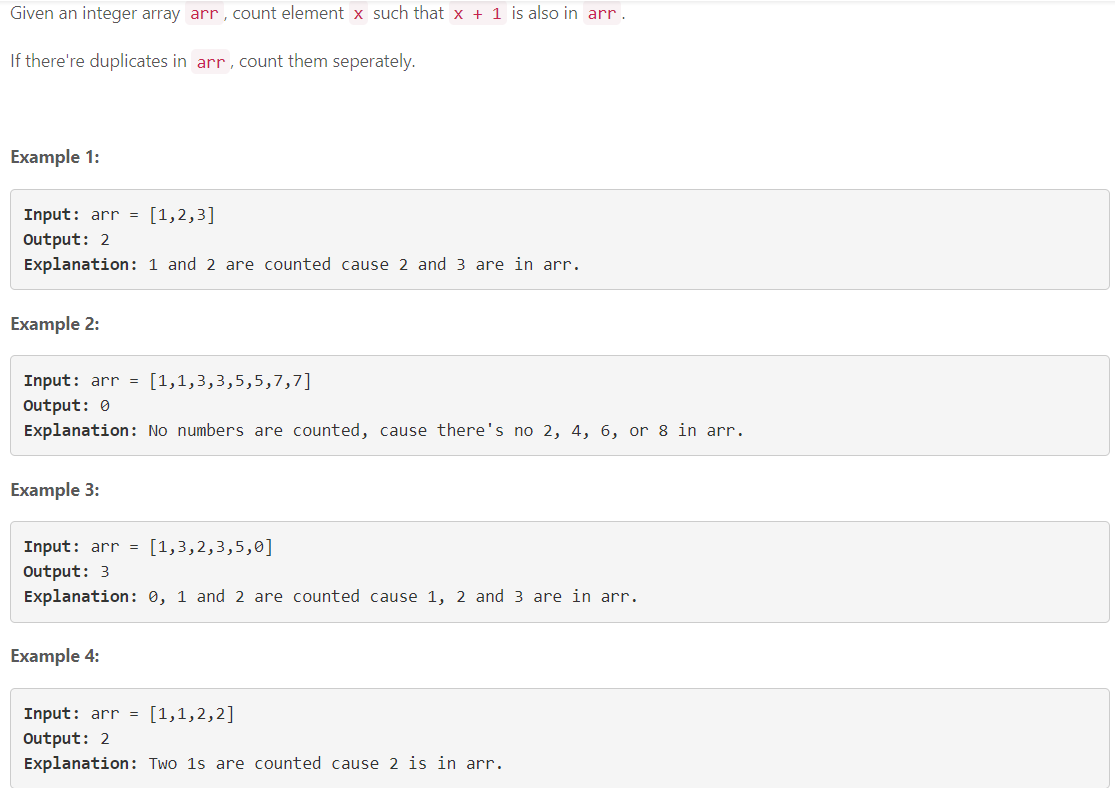 Given an integer array arr, count element x such that x + 1 is also in arr.
If there're duplicates in arr, count them seperately.
Example 1:
Input: arr = [1,2,3]
Output: 2
Explanation: 1 and 2 are counted cause 2 and 3 are in arr.
Example 2:
Input: arr = [1,1,3,3,5,5,7,7]
Output: 0
Explanation: No numbers are counted, cause there's no 2, 4, 6, or 8 in arr.
Example 3:
Input: arr = [1,3,2,3,5,0]
Output: 3
Explanation: 0, 1 and 2 are counted cause 1, 2 and 3 are in arr.
Example 4:
Input: arr = [1,1,2,2]
Output: 2
Explanation: Two 1s are counted cause 2 is in arr.